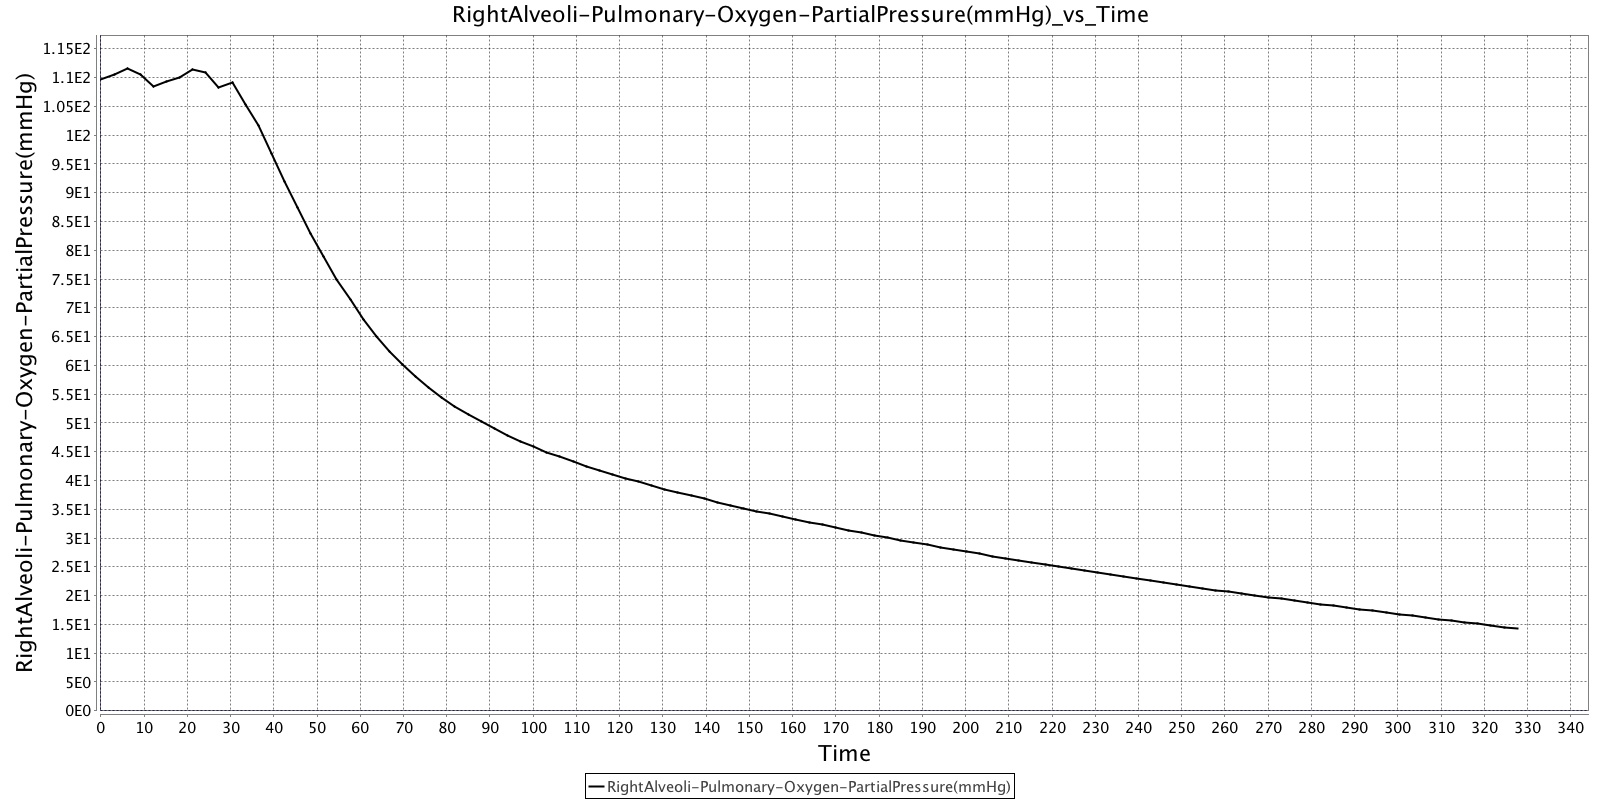 RightAlveoli-Pulmonary-Oxygen-PartialPressure(mmHg)_vs_Time
RightAlveoli-Pulmonary-Oxygen-PartialPressure(mmHg)
1.15E2
1.1E2
1.05E2
1E2
9.5E1
9E1
8.5E1
8E1
7.5E1
7E1
6.5E1
6E1
5.5E1
5E1
4.5E1
4E1
3.5E1
3E1
2.5E1
2E1
1.5E1
1E1
5E0
0E0
0 10 20 30 40 50 60 70 80 90 100 110 120 130 140 150 160 170 180 190 200 210 220 230 240 250 260 270 280 290 300 310 320 330 340
Time
RightAlveoli-Pulmonary-Oxygen-PartialPressure(mmHg)